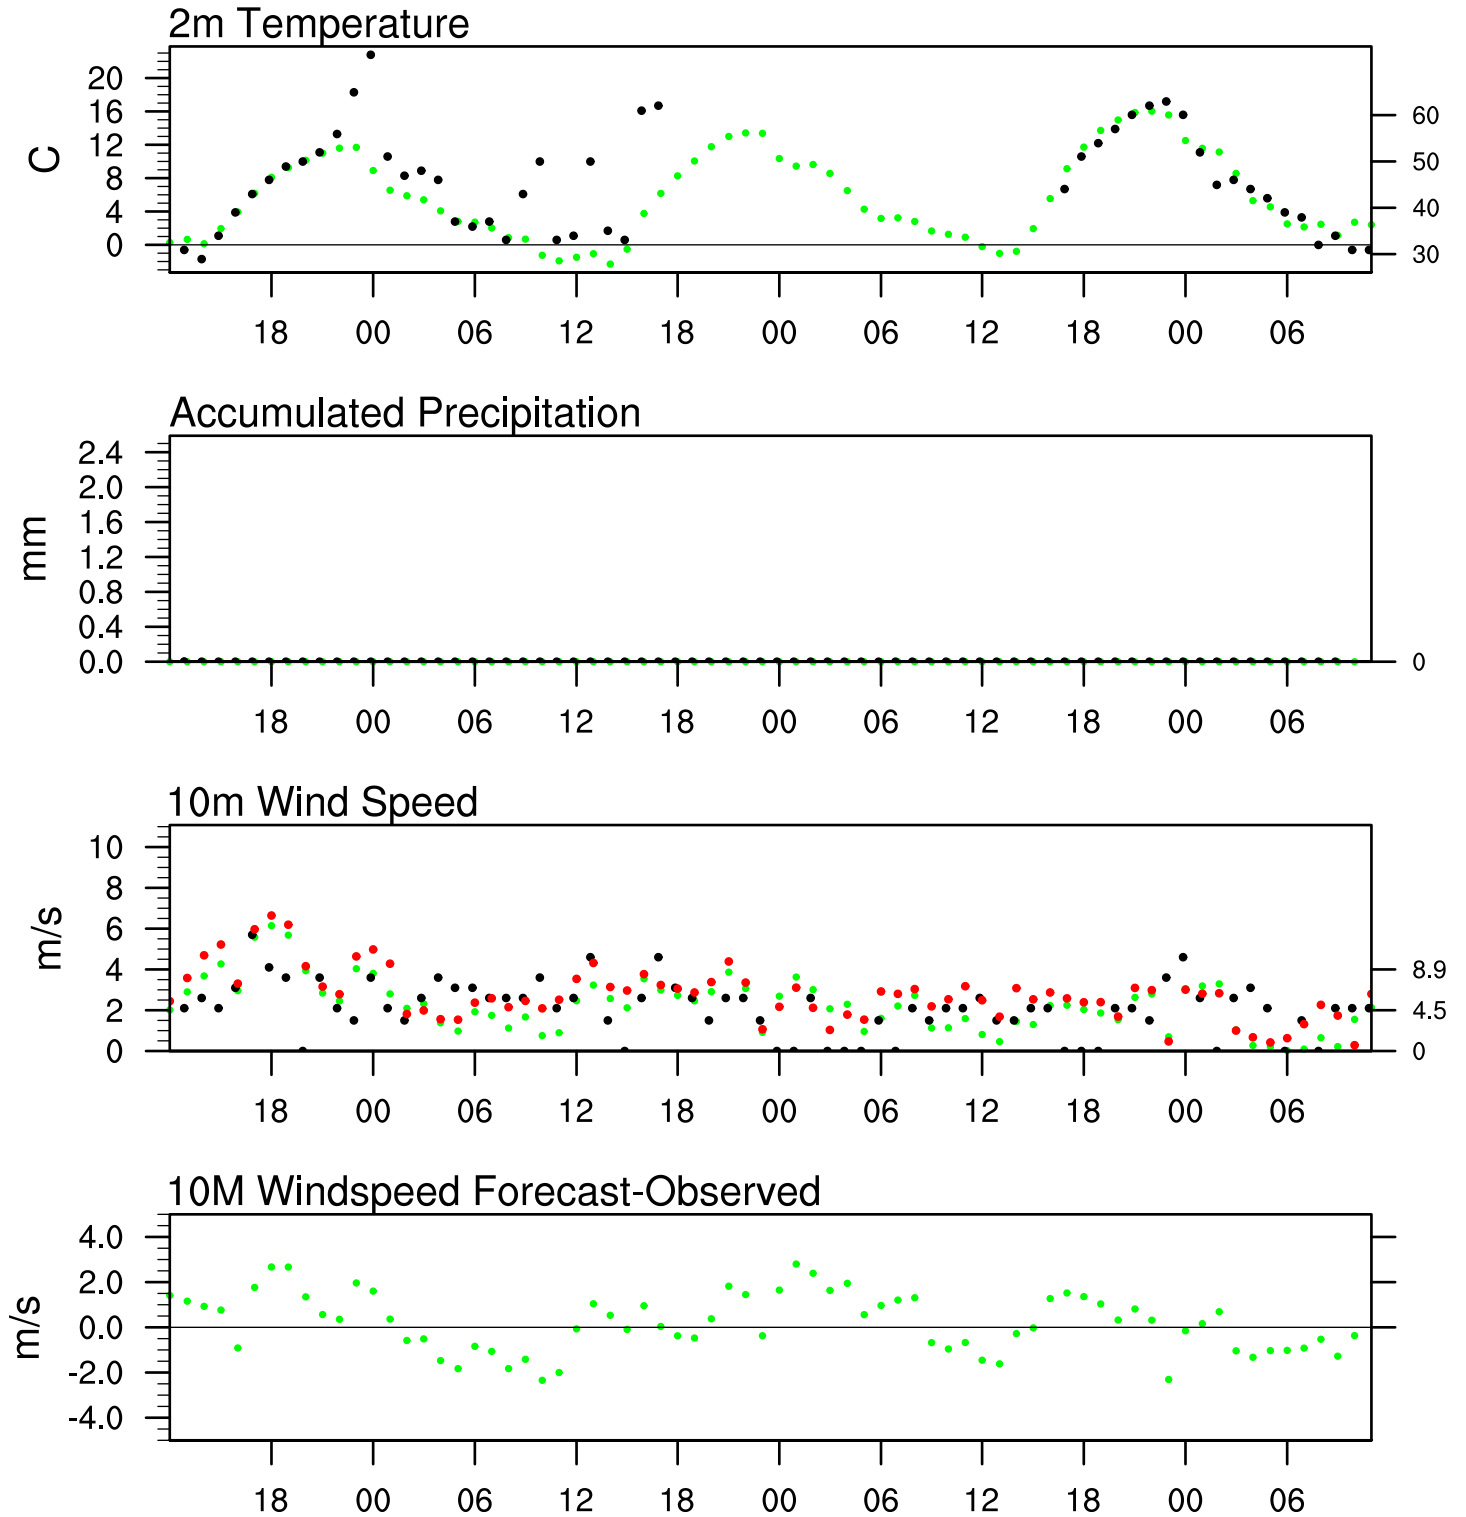 2m Temperature
20
16
12
8
4
0
C
60
50
40
30
18 00 06 12 18 00 06 12 18 00 06
Accumulated Precipitation
2.4
2.0
1.6
1.2
0.8
0.4
0.0
mm
0
18 00 06 12 18 00 06 12 18 00 06
10m Wind Speed
10
8
6
4
2
0
m/s
8.9
4.5
0
18 00 06 12 18 00 06 12 18 00 06
10M Windspeed Forecast-Observed
4.0
2.0
0.0
-2.0
-4.0
m/s
18 00 06 12 18 00 06 12 18 00 06